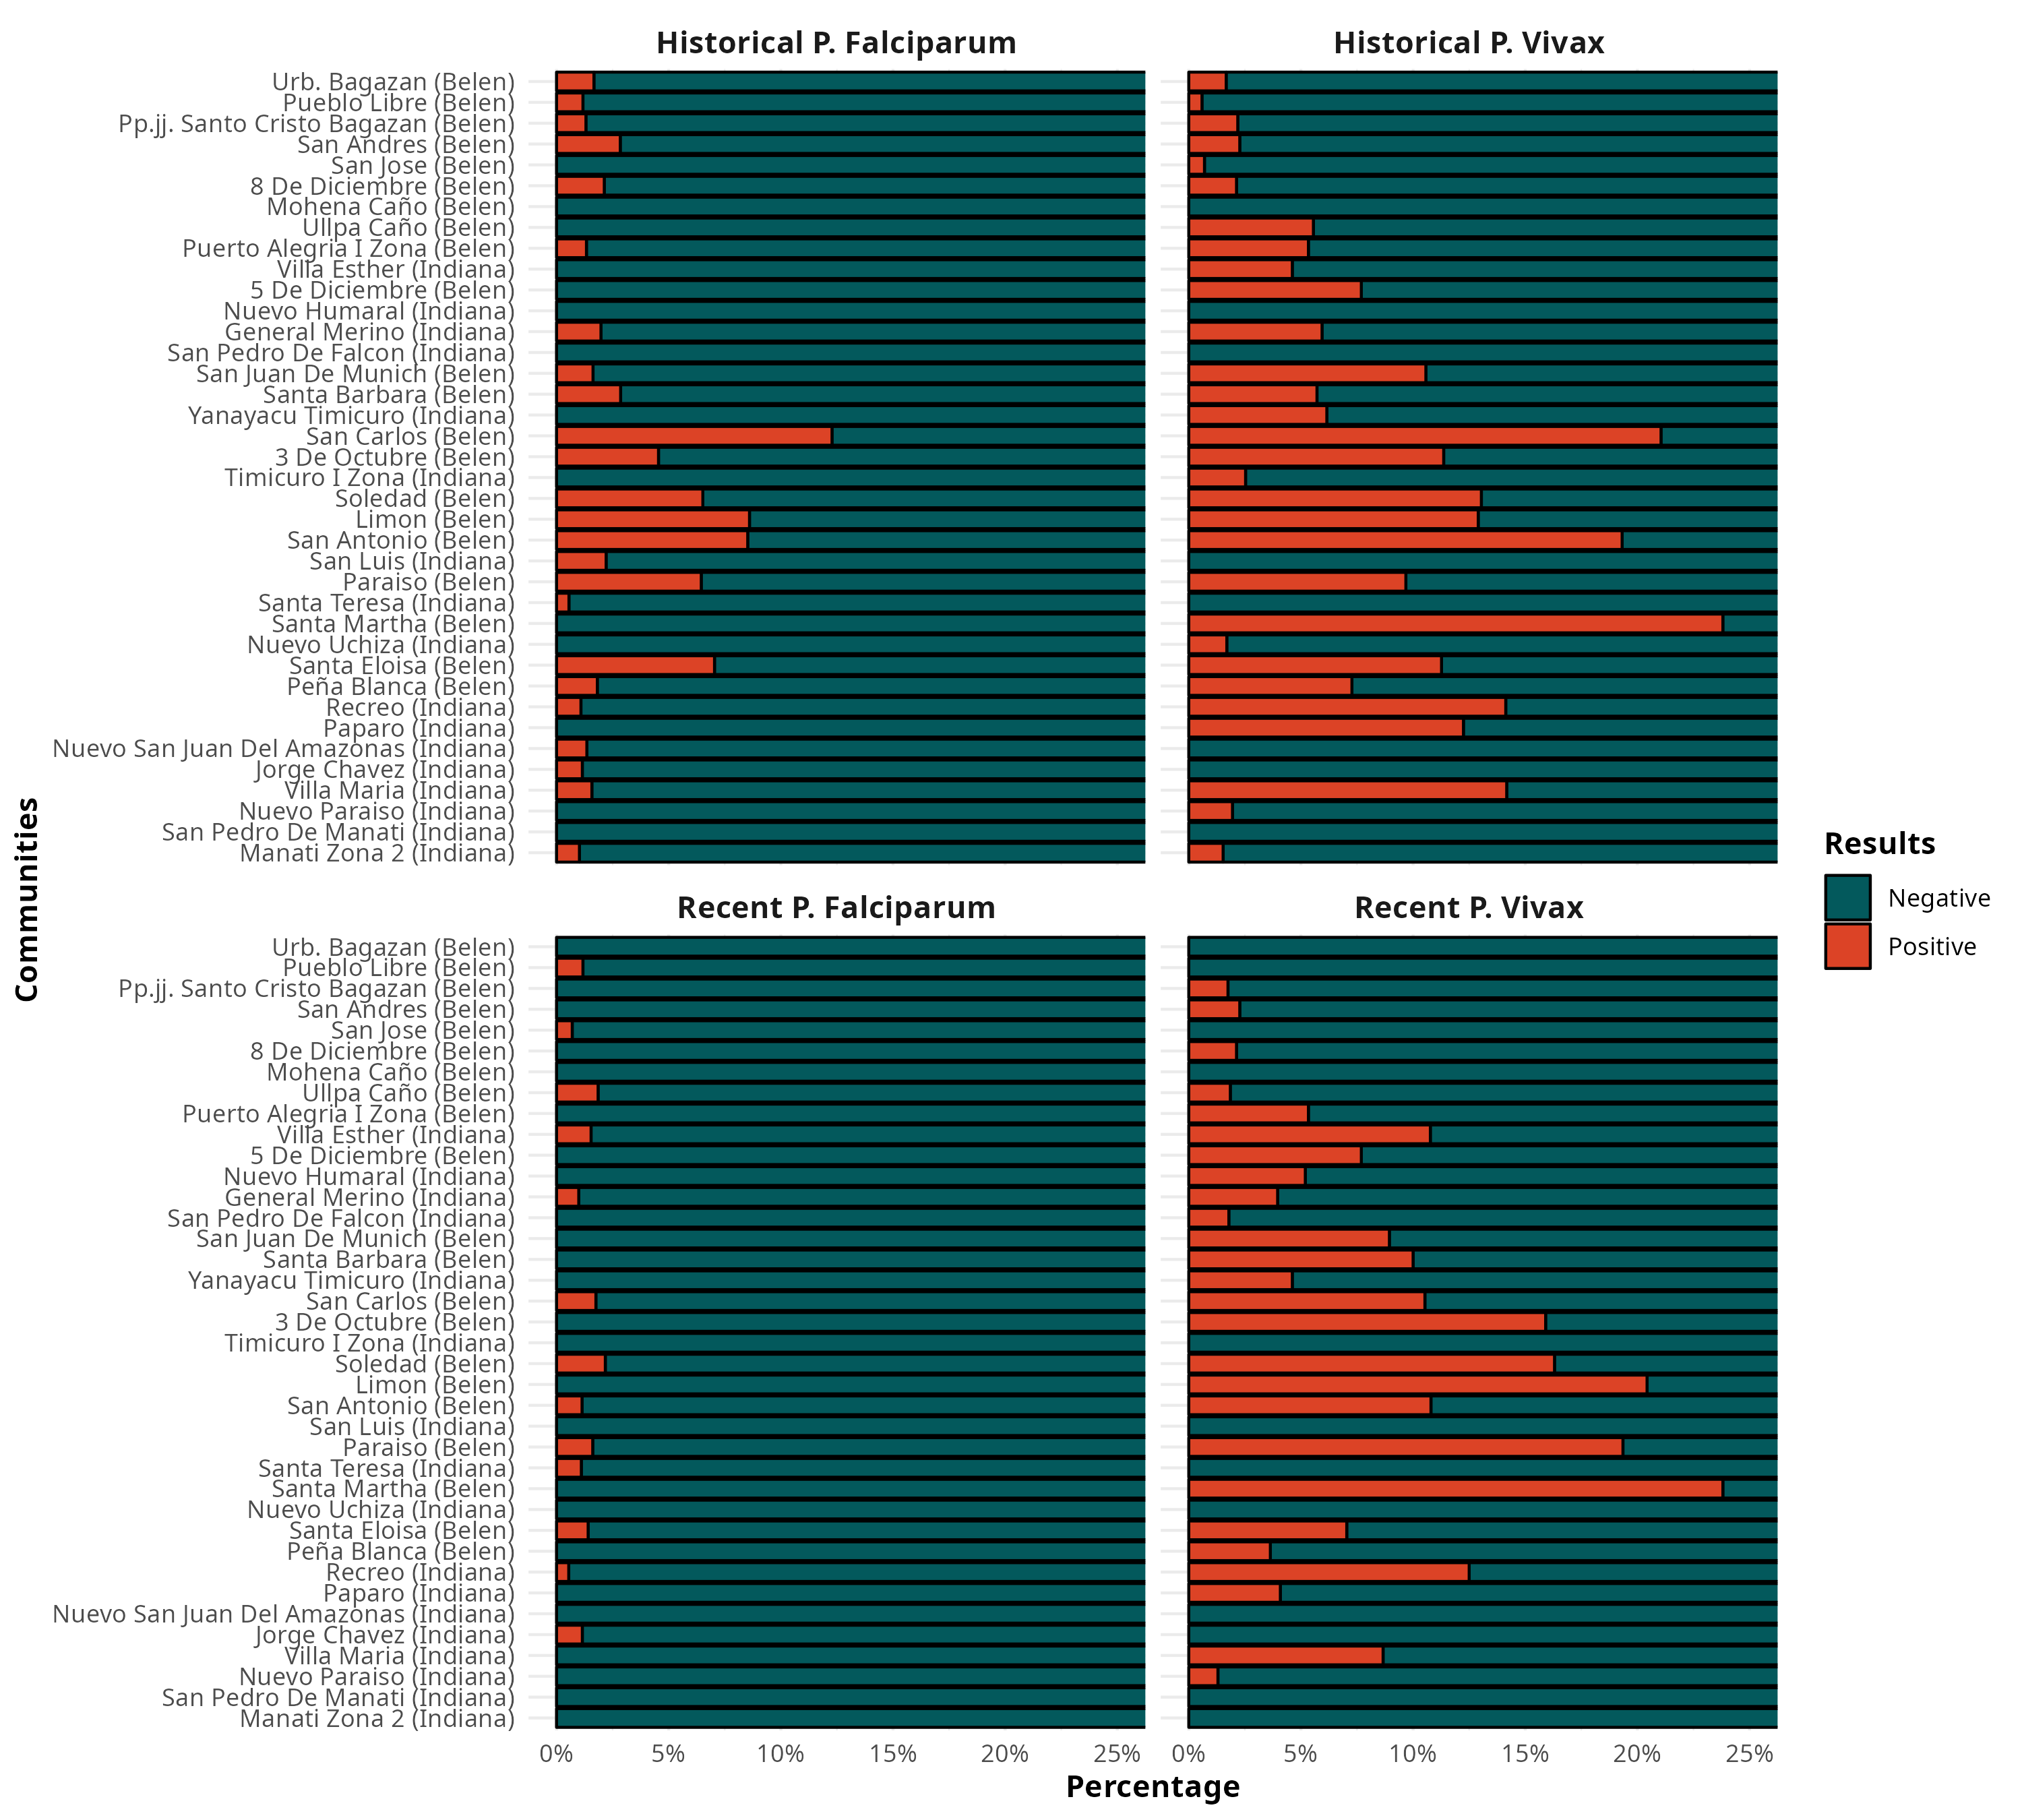 Historical P. Falciparum
Historical P. Vivax
Urb. Bagazan (Belen)
Pueblo Libre (Belen)
Pp.jj. Santo Cristo Bagazan (Belen)
San Andres (Belen)
San Jose (Belen)
8 De Diciembre (Belen)
Mohena Caño (Belen)
Ullpa Caño (Belen)
Puerto Alegria I Zona (Belen)
Villa Esther (Indiana)
5 De Diciembre (Belen)
Nuevo Humaral (Indiana)
General Merino (Indiana)
San Pedro De Falcon (Indiana)
San Juan De Munich (Belen)
Santa Barbara (Belen)
Yanayacu Timicuro (Indiana)
San Carlos (Belen)
3 De Octubre (Belen)
Timicuro I Zona (Indiana)
Soledad (Belen)
Limon (Belen)
San Antonio (Belen)
San Luis (Indiana)
Paraiso (Belen)
Santa Teresa (Indiana)
Santa Martha (Belen)
Nuevo Uchiza (Indiana)
Santa Eloisa (Belen)
Peña Blanca (Belen)
Recreo (Indiana)
Paparo (Indiana)
Nuevo San Juan Del Amazonas (Indiana)
Jorge Chavez (Indiana)
Villa Maria (Indiana)
Nuevo Paraiso (Indiana)
San Pedro De Manati (Indiana)
Manati Zona 2 (Indiana)
Communities
Results
Negative
Positive
Recent P. Falciparum
Recent P. Vivax
Urb. Bagazan (Belen)
Pueblo Libre (Belen)
Pp.jj. Santo Cristo Bagazan (Belen)
San Andres (Belen)
San Jose (Belen)
8 De Diciembre (Belen)
Mohena Caño (Belen)
Ullpa Caño (Belen)
Puerto Alegria I Zona (Belen)
Villa Esther (Indiana)
5 De Diciembre (Belen)
Nuevo Humaral (Indiana)
General Merino (Indiana)
San Pedro De Falcon (Indiana)
San Juan De Munich (Belen)
Santa Barbara (Belen)
Yanayacu Timicuro (Indiana)
San Carlos (Belen)
3 De Octubre (Belen)
Timicuro I Zona (Indiana)
Soledad (Belen)
Limon (Belen)
San Antonio (Belen)
San Luis (Indiana)
Paraiso (Belen)
Santa Teresa (Indiana)
Santa Martha (Belen)
Nuevo Uchiza (Indiana)
Santa Eloisa (Belen)
Peña Blanca (Belen)
Recreo (Indiana)
Paparo (Indiana)
Nuevo San Juan Del Amazonas (Indiana)
Jorge Chavez (Indiana)
Villa Maria (Indiana)
Nuevo Paraiso (Indiana)
San Pedro De Manati (Indiana)
Manati Zona 2 (Indiana)
0% 5% 10% 15% 20% 25%
0% 5% 10% 15% 20% 25%
Percentage